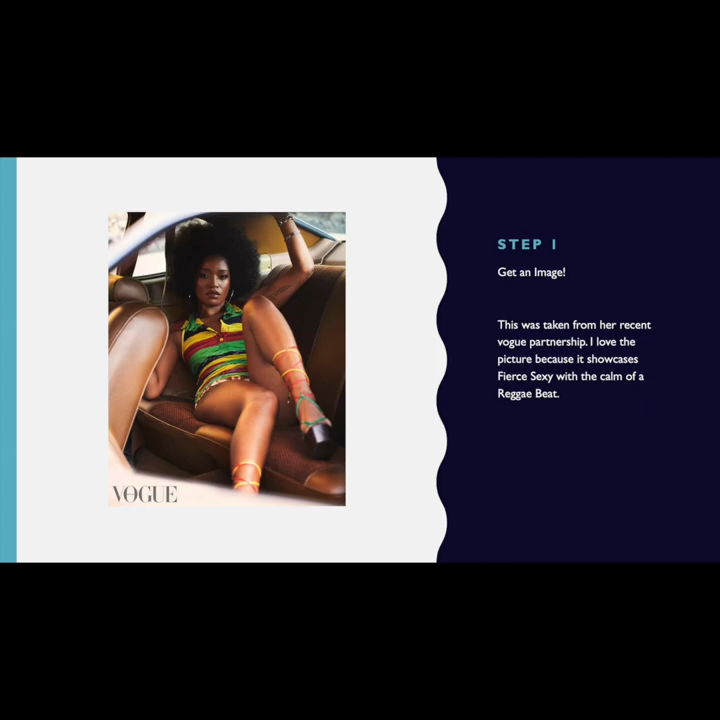 STEP 1
Get an Image!
This was taken from her recent
vogue partnership. I love the
picture because it showcases
Fierce Sexy with the calm of a
Reggae Beat.
VOGUE